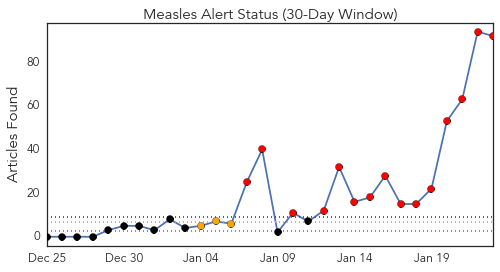 Measles Alert Status (30-Day Window)
Articles Found
80
60
40
20
0
Dec 25 Dec 30 Jan 04 Jan 09 Jan 14 Jan 19